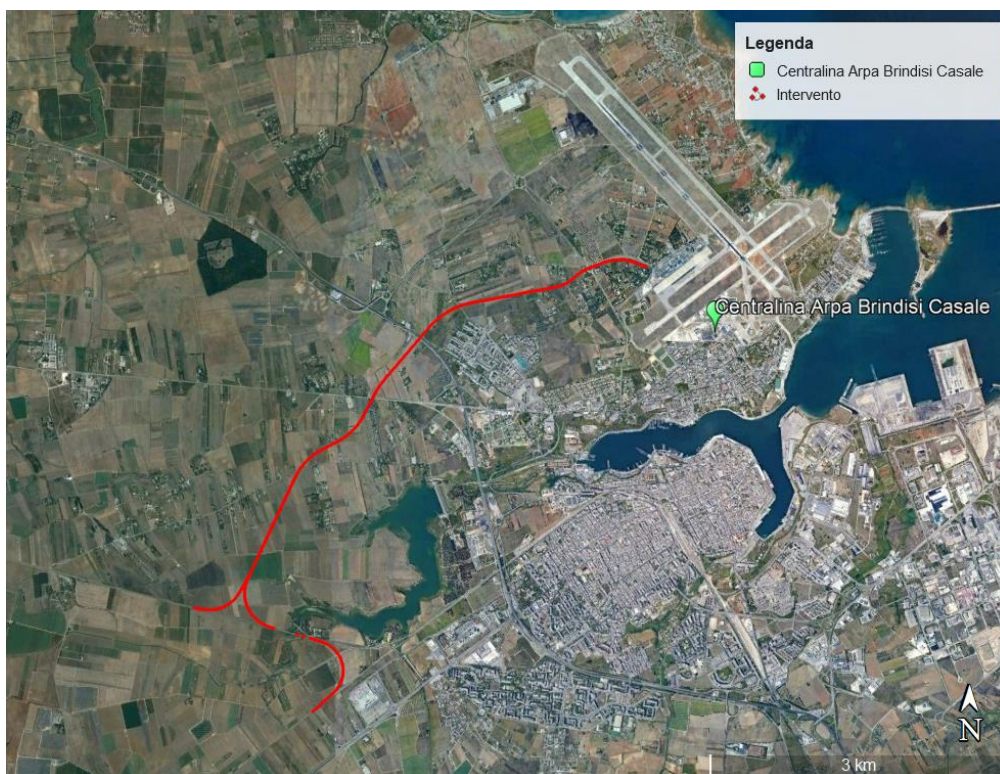 Legenda
Centralina Arpa Brindisi Casale
Intervento
Centralina Arpa Brindisi Casale
N
3 km